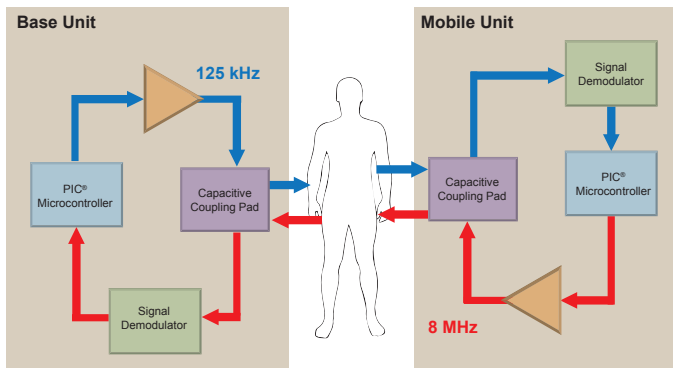 Base Unit
125 kHz
PIC®
Microcontroller
Capacitive
Coupling Pad
Signal
Demodulator
Mobile Unit
Signal
Demodulator
Capacitive
Coupling Pad
PIC®
Microcontroller
8 MHz